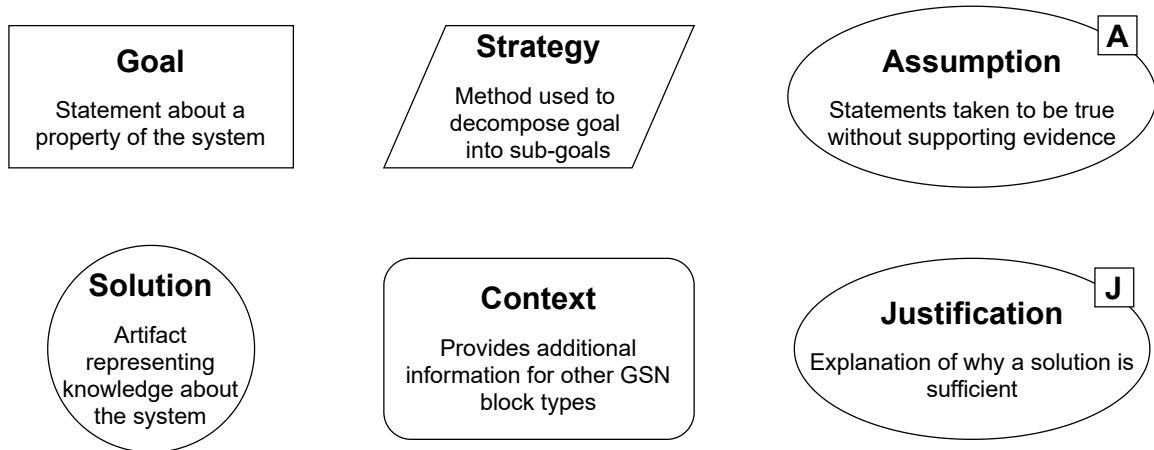 Goal
Statement about a
property of the system
Strategy
Method used to
decompose goal
into sub-goals
A
Assumption
Statements taken to be true
without supporting evidence
Solution
Artifact
representing
knowledge about
the system
Context
Provides additional
information for other GSN
block types
J
Justification
Explanation of why a solution is
sufficient